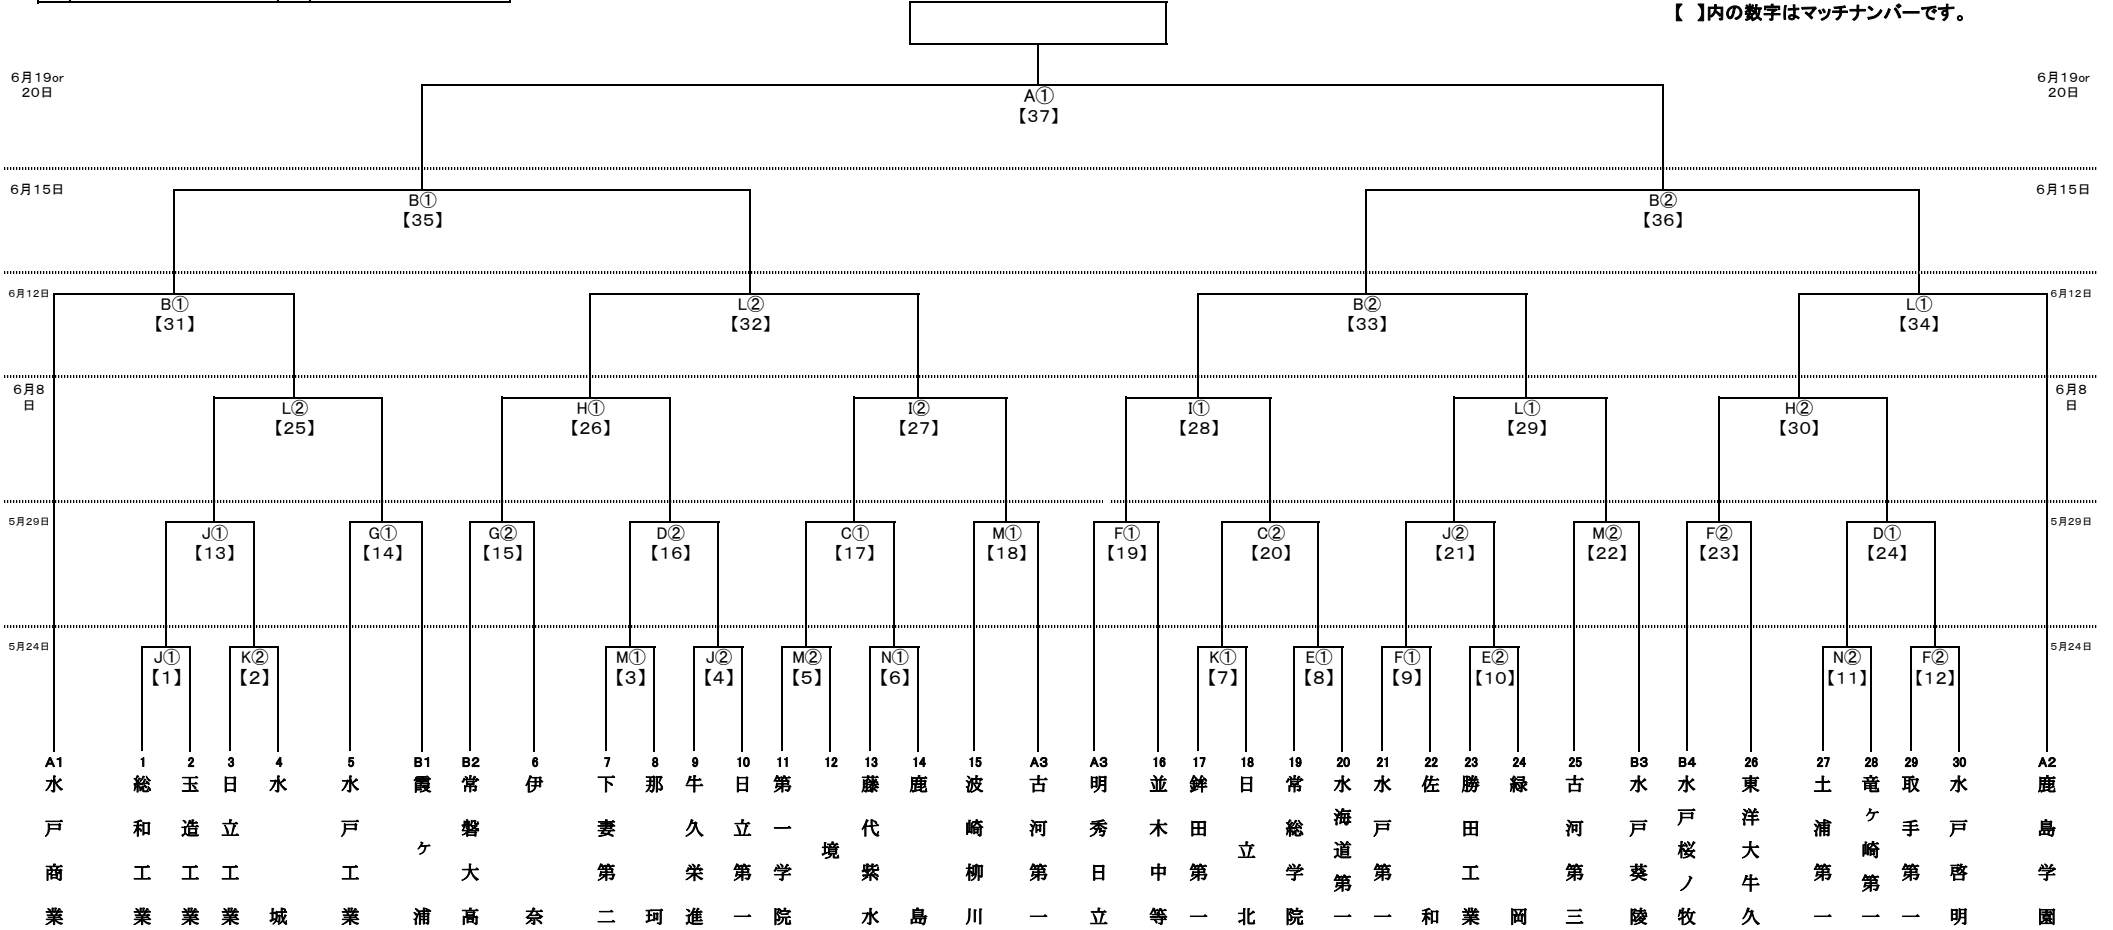 【 】内の数字はマッチナンバーです。
6月19or
20日
6月19or
20日
A①
【37】
6月15日
6月15日
B①
【35】
B②
【36】
6月12日
6月12日
B①
【31】
L②
【32】
B②
【33】
L①
【34】
6月8
日
6月8
日
L②
【25】
H①
【26】
I②
【27】
I①
【28】
L①
【29】
H②
【30】
5月29日
5月29日
J①
【13】
G①
【14】
G②
【15】
D②
【16】
C①
【17】
M①
【18】
F①
【19】
C②
【20】
J②
【21】
M②
【22】
F②
【23】
D①
【24】
5月24日
5月24日
J①
【1】
K②
【2】
M①
【3】
J②
【4】
M②
【5】
N①
【6】
K①
【7】
E①
【8】
F①
【9】
E②
【10】
N②
【11】
F②
【12】
A1
水戸商業
1
総和工業
2
玉造工業
3
日立工業
4
水城
5
水戸工業
B1
霞ヶ浦
B2
常磐大高
6
伊奈
7
下妻第二
8
那珂
9
牛久栄進
10
日立第一
11
第一学院
12
境
13
藤代紫水
14
鹿島
15
波崎柳川
A3
古河第一
A3
明秀日立
16
並木中等
17
鉾田第一
18
日立北
19
常総学院
20
水海道第一
21
水戸第一
22
佐和
23
勝田工業
24
緑岡
25
古河第三
B3
水戸葵陵
B4
水戸桜ノ牧
26
東洋大牛久
27
土浦第一
28
竜ヶ崎第一
29
取手第一
30
水戸啓明
A2
鹿島学園